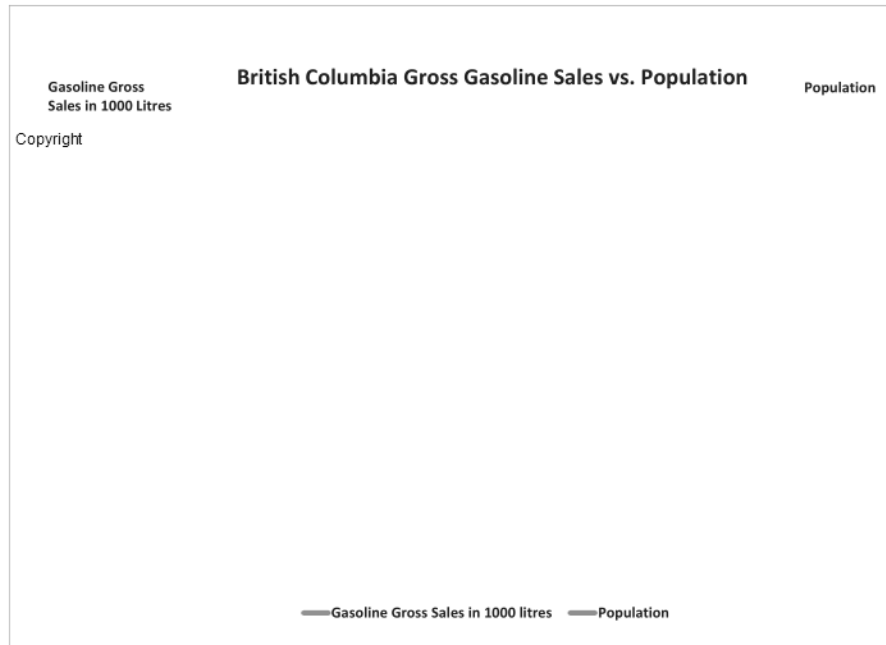 British Columbia Gross Gasoline Sales vs. Population
Gasoline Gross
Sales in 1000 Litres
Population
Copyright
Gasoline Gross Sales in 1000 litres
Population